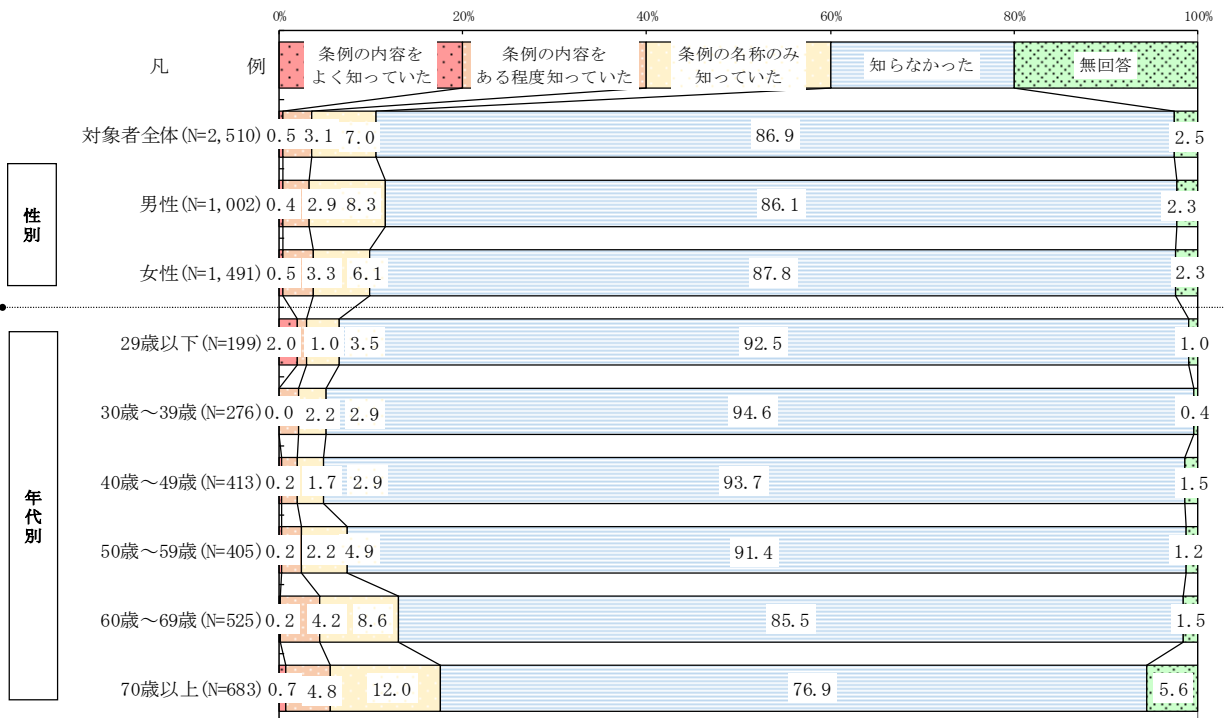 0% 20% 40% 60% 80% 100%
凡 例
条例の内容を
よく知っていた
条例の内容を
ある程度知っていた
条例の名称のみ
知っていた
知らなかった
無回答
対象者全体(N=2,510) 0.5 3.1 7.0 86.9 2.5
性別
男性(N=1,002) 0.4 2.9 8.3 86.1 2.3
女性(N=1,491) 0.5 3.3 6.1 87.8 2.3
年代別
29歳以下(N=199) 2.0 1.0 3.5 92.5 1.0
30歳～39歳(N=276) 0.0 2.2 2.9 94.6 0.4
40歳～49歳(N=413) 0.2 1.7 2.9 93.7 1.5
50歳～59歳(N=405) 0.2 2.2 4.9 91.4 1.2
60歳～69歳(N=525) 0.2 4.2 8.6 85.5 1.5
70歳以上(N=683) 0.7 4.8 12.0 76.9 5.6